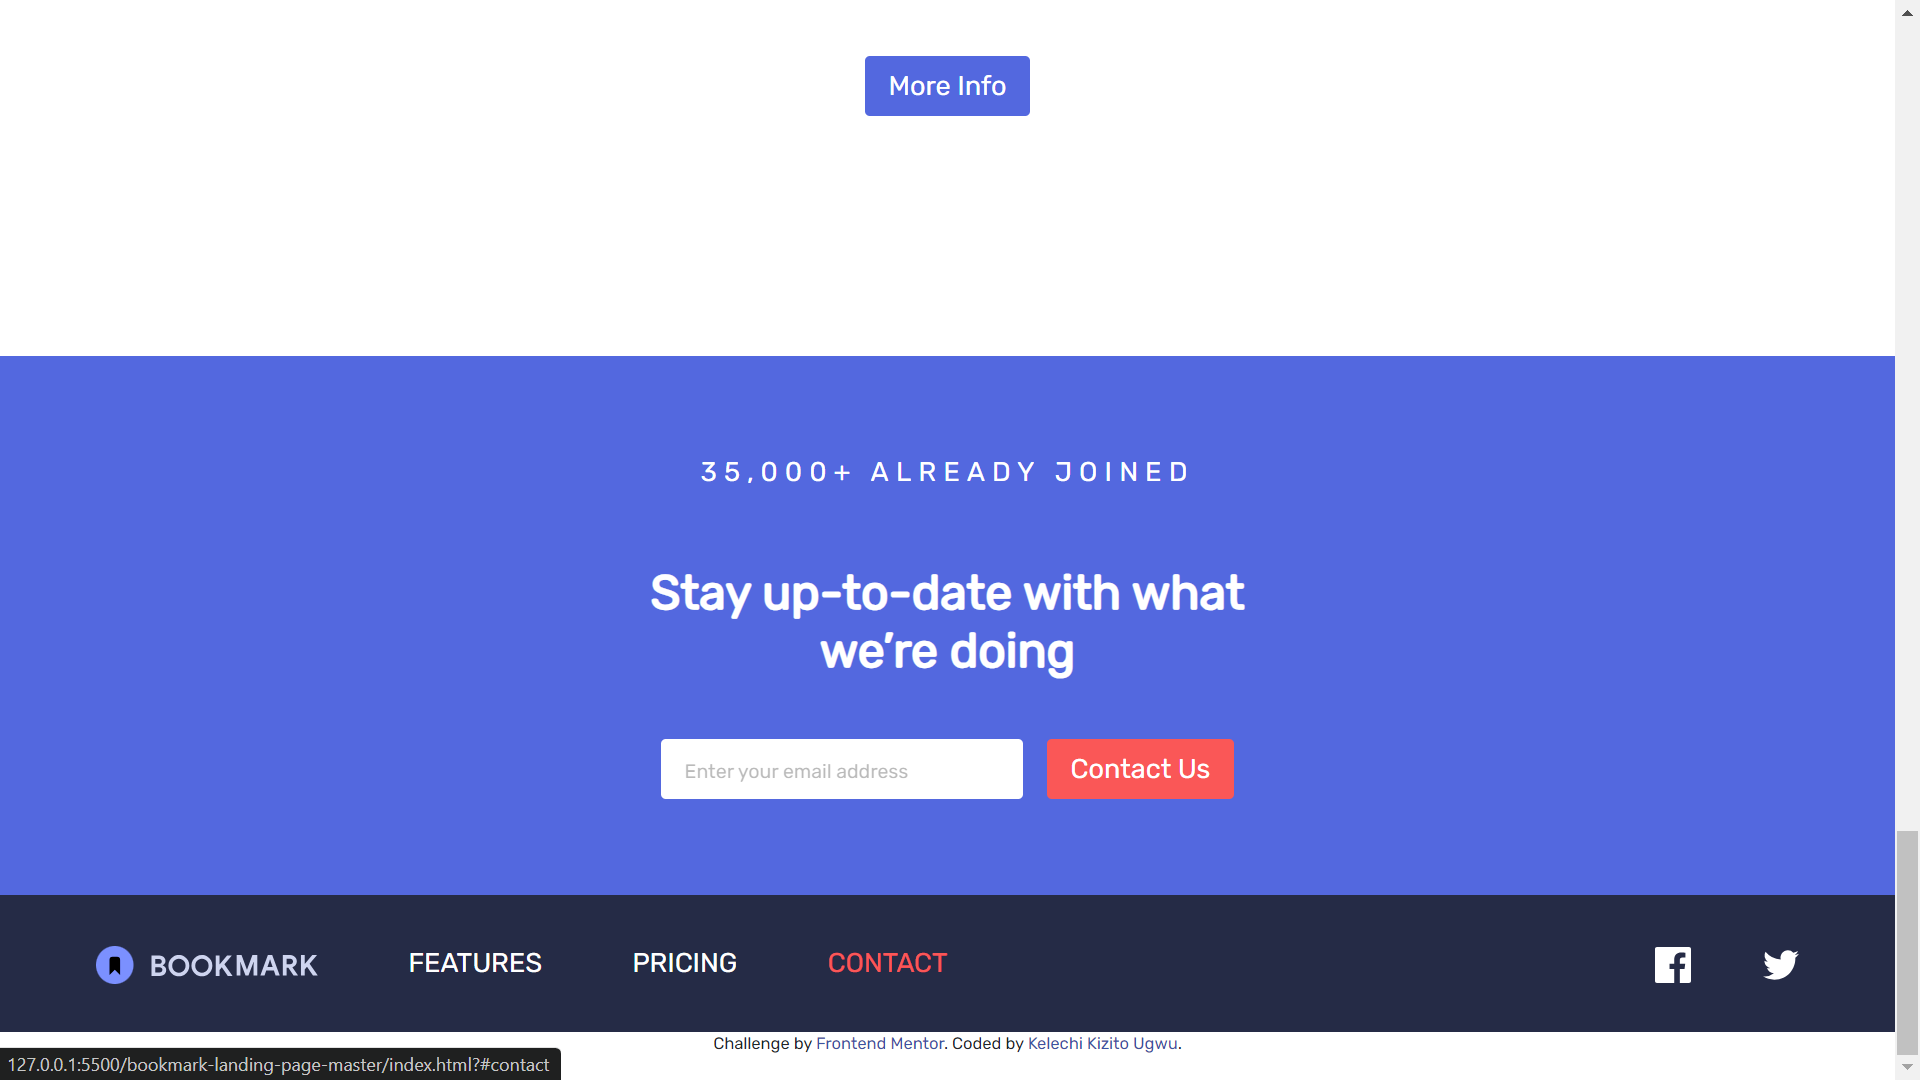 More Info
35,000+ ALREADY JOINED
Stay up-to-date with what
we’re doing
Enter your email address
Contact Us
BOOKMARK FEATURES PRICING CONTACT
Challenge by Frontend Mentor. Coded by Kelechi Kizito Ugwu.
127.0.0.1:5500/bookmark-landing-page-master/index.html?#contact